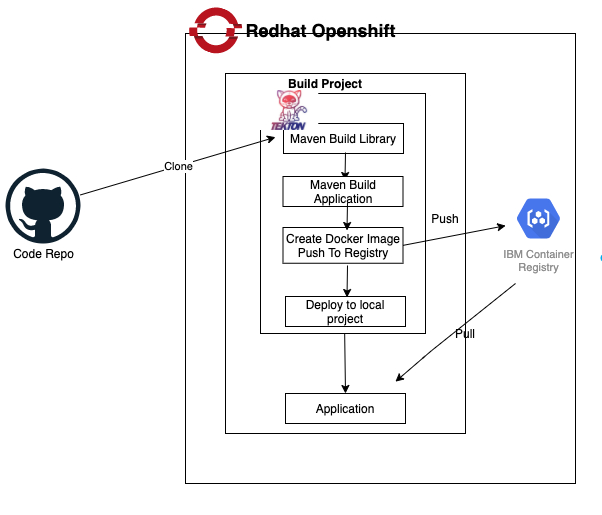 Redhat Openshift
Build Project
TEKTON
Maven Build Library
Clone
Maven Build
Application
Create Docker Image
Push To Registry
Push
Code Repo
IBM Container
Registry
Deploy to local
project
Pull
Application